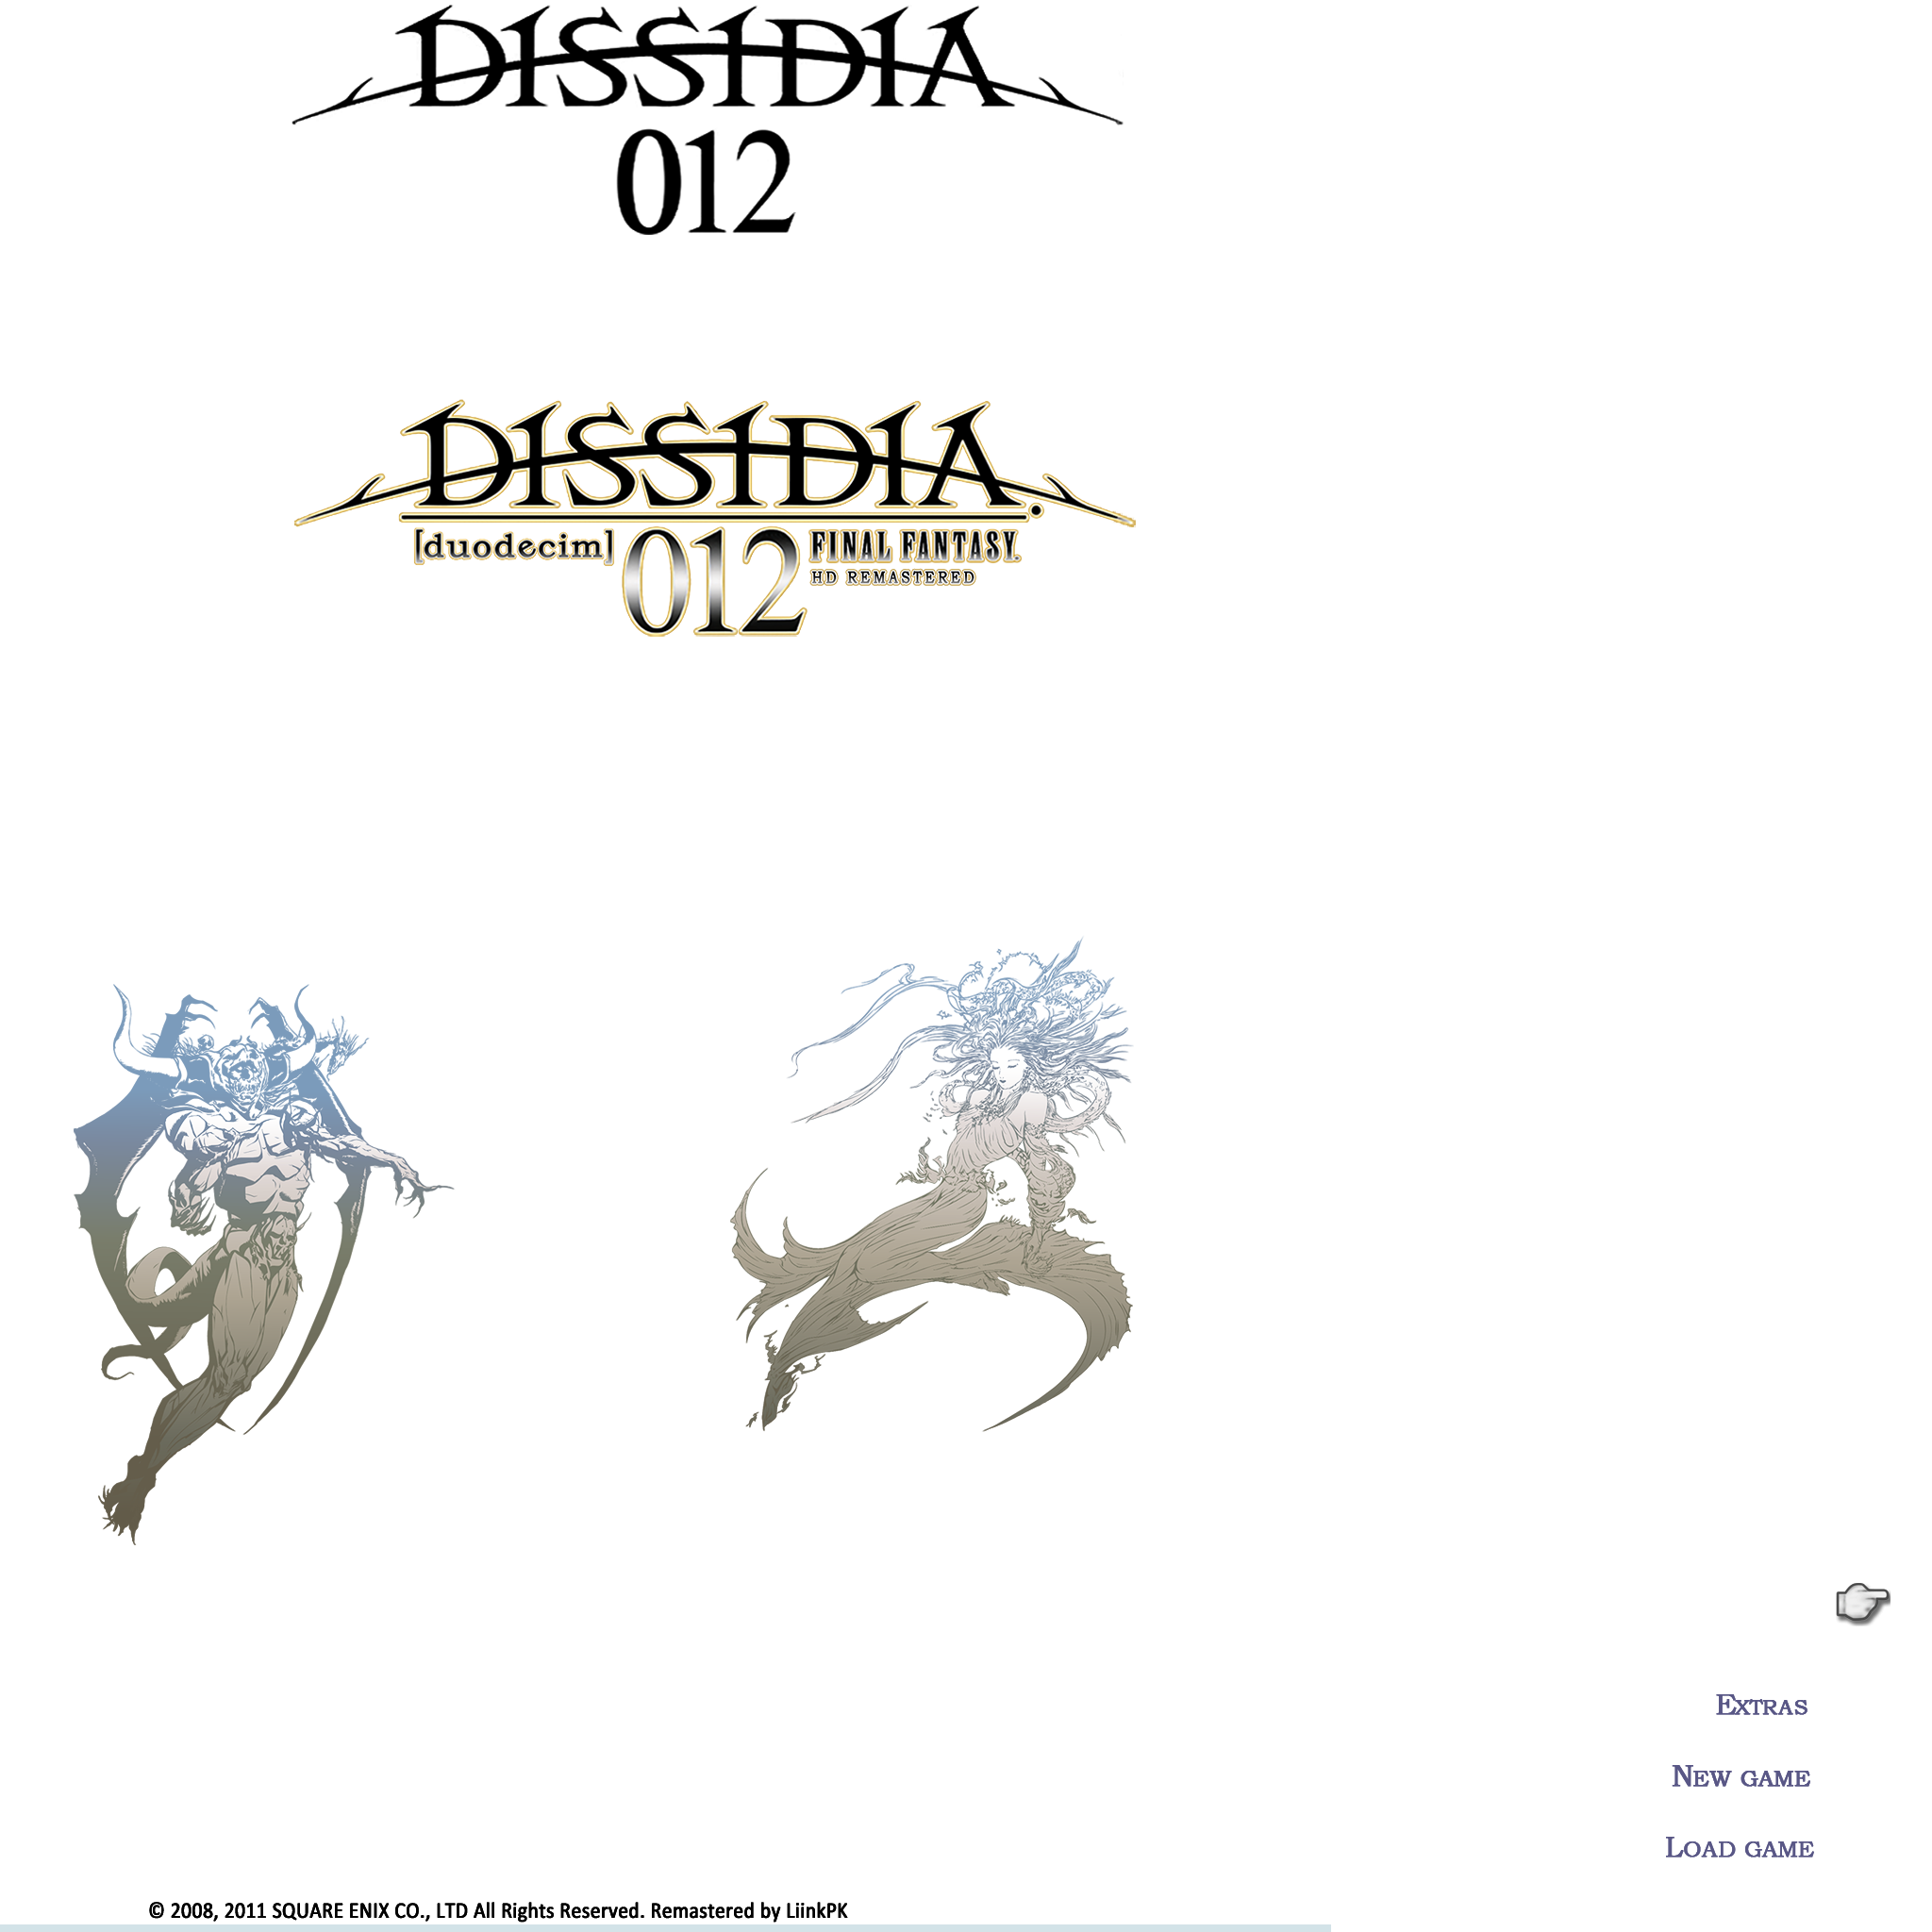 DISSIDIA
012
DISSIDIA
[duodecim] 012 FINAL FANTASY
HD REMASTERED
EXTRAS
NEW GAME
LOAD GAME
© 2008, 2011 SQUARE ENIX CO., LTD All Rights Reserved. Remastered by LiinkPK